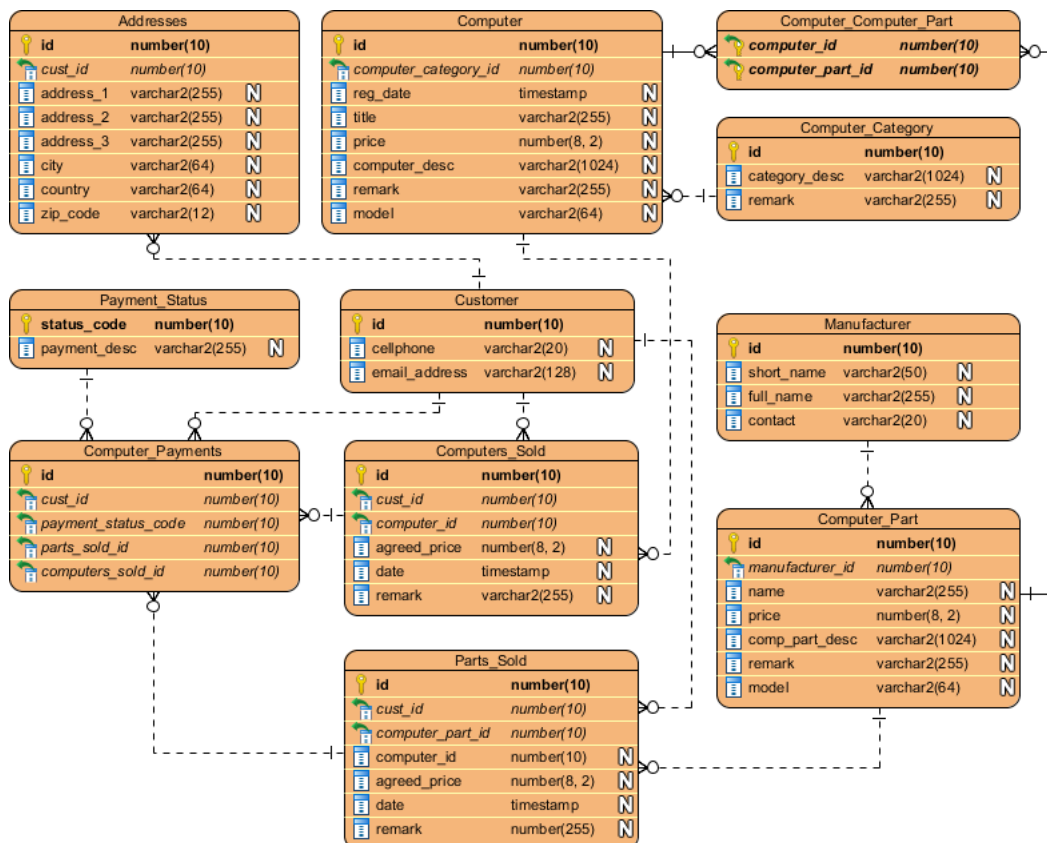 Addresses
id number(10)
cust_id number(10)
address_1 varchar2(255) N
address_2 varchar2(255) N
address_3 varchar2(255) N
city varchar2(64) N
country varchar2(64) N
zip_code varchar2(12) N
Computer
id number(10)
computer_category_id number(10)
reg_date timestamp N
title varchar2(255) N
price number(8, 2) N
computer_desc varchar2(1024) N
remark varchar2(255) N
model varchar2(64) N
Computer_Computer_Part
computer_id number(10)
computer_part_id number(10)
Computer_Category
id number(10)
category_desc varchar2(1024) N
remark varchar2(255) N
Payment_Status
status_code number(10)
payment_desc varchar2(255) N
Customer
id number(10)
cellphone varchar2(20) N
email_address varchar2(128) N
Manufacturer
id number(10)
short_name varchar2(50) N
full_name varchar2(255) N
contact varchar2(20) N
Computer_Payments
id number(10)
cust_id number(10)
payment_status_code number(10)
parts_sold_id number(10)
computers_sold_id number(10)
Computers_Sold
id number(10)
cust_id number(10)
computer_id number(10)
agreed_price number(8, 2) N
date timestamp N
remark varchar2(255) N
Computer_Part
id number(10)
manufacturer_id number(10)
name varchar2(255) N
price number(8, 2) N
comp_part_desc varchar2(1024) N
remark varchar2(255) N
model varchar2(64) N
Parts_Sold
id number(10)
cust_id number(10)
computer_part_id number(10)
computer_id number(10) N
agreed_price number(8, 2) N
date timestamp N
remark number(255) N